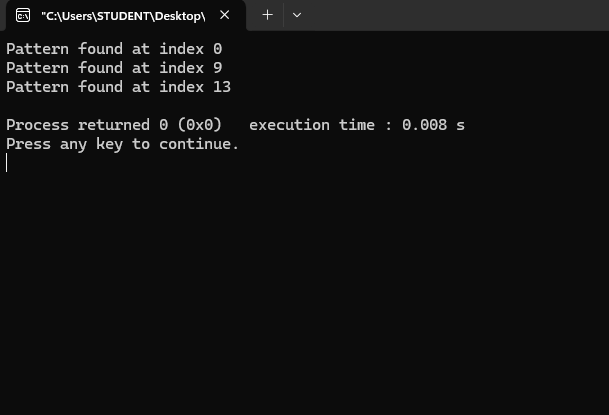 "C:\Users\STUDENT\Desktop\
Pattern found at index 0
Pattern found at index 9
Pattern found at index 13
Process returned 0 (0x0)   execution time : 0.008 s
Press any key to continue.